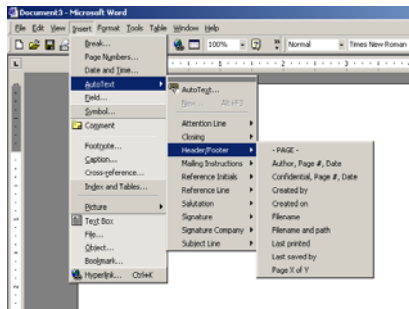 Document3 - Microsoft Word
File Edit View Insert Format Tools Table Window Help
100% Normal Times New Roman
Break...
Page Numbers...
Date and Time...
AutoText
Field...
Symbol...
Comment
Footnote...
Caption...
Cross-reference...
Index and Tables...
Picture
Text Box
File...
Object...
Bookmark...
Hyperlink... Ctrl+K
AutoText...
New... Alt+F3
Attention Line
Closing
Header/Footer
Mailing Instructions
Reference Initials
Reference Line
Salutation
Signature
Signature Company
Subject Line
- PAGE -
Author, Page #, Date
Confidential, Page #, Date
Created by
Created on
Filename
Filename and path
Last printed
Last saved by
Page X of Y
1 2 3